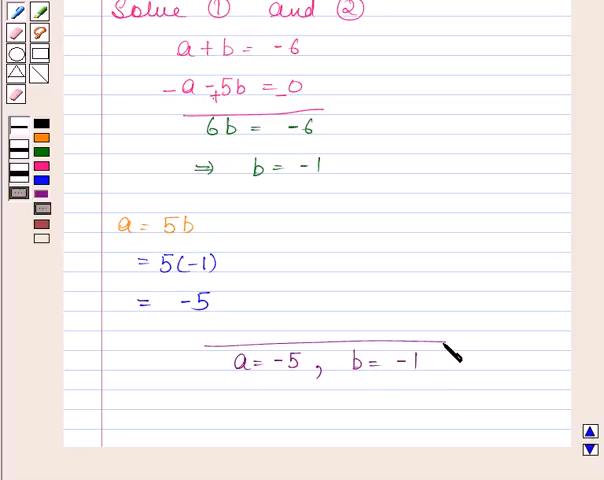 Solve ① and ②
a + b = -6
- a - 5b = 0
+ -
6b = -6
⇒ b = -1
a = 5b
= 5(-1)
= -5
a = -5 , b = -1